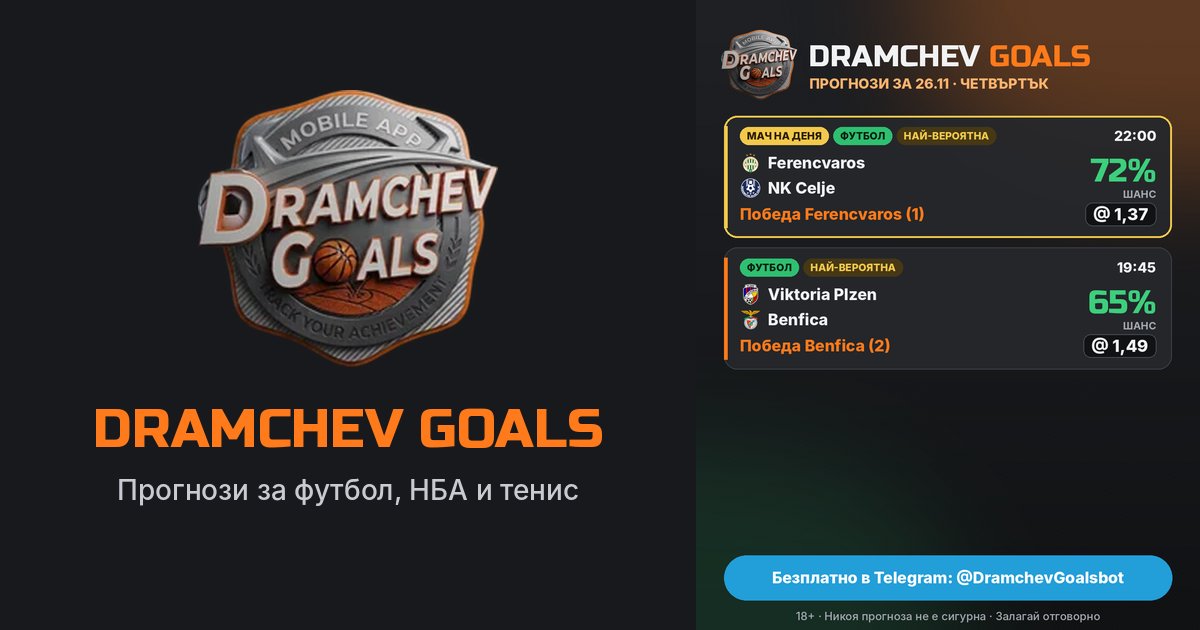 MOBILE APP
DRAMCHEV
GOALS
TRACK YOUR ACHIEVEMENT
DRAMCHEV GOALS
Прогнози за футбол, НБА и тенис
DRAMCHEV
GOALS
DRAMCHEV GOALS
ПРОГНОЗИ ЗА 26.11 · ЧЕТВЪРТЪК
МАЧ НА ДЕНЯ ФУТБОЛ НАЙ-ВЕРОЯТНА 22:00
Ferencvaros
72%
NK Celje
ШАНС
Победа Ferencvaros (1)
@ 1,37
ФУТБОЛ НАЙ-ВЕРОЯТНА 19:45
Viktoria Plzen
65%
Benfica
ШАНС
Победа Benfica (2)
@ 1,49
Безплатно в Telegram: @DramchevGoalsbot
18+ · Никоя прогноза не е сигурна · Залагай отговорно